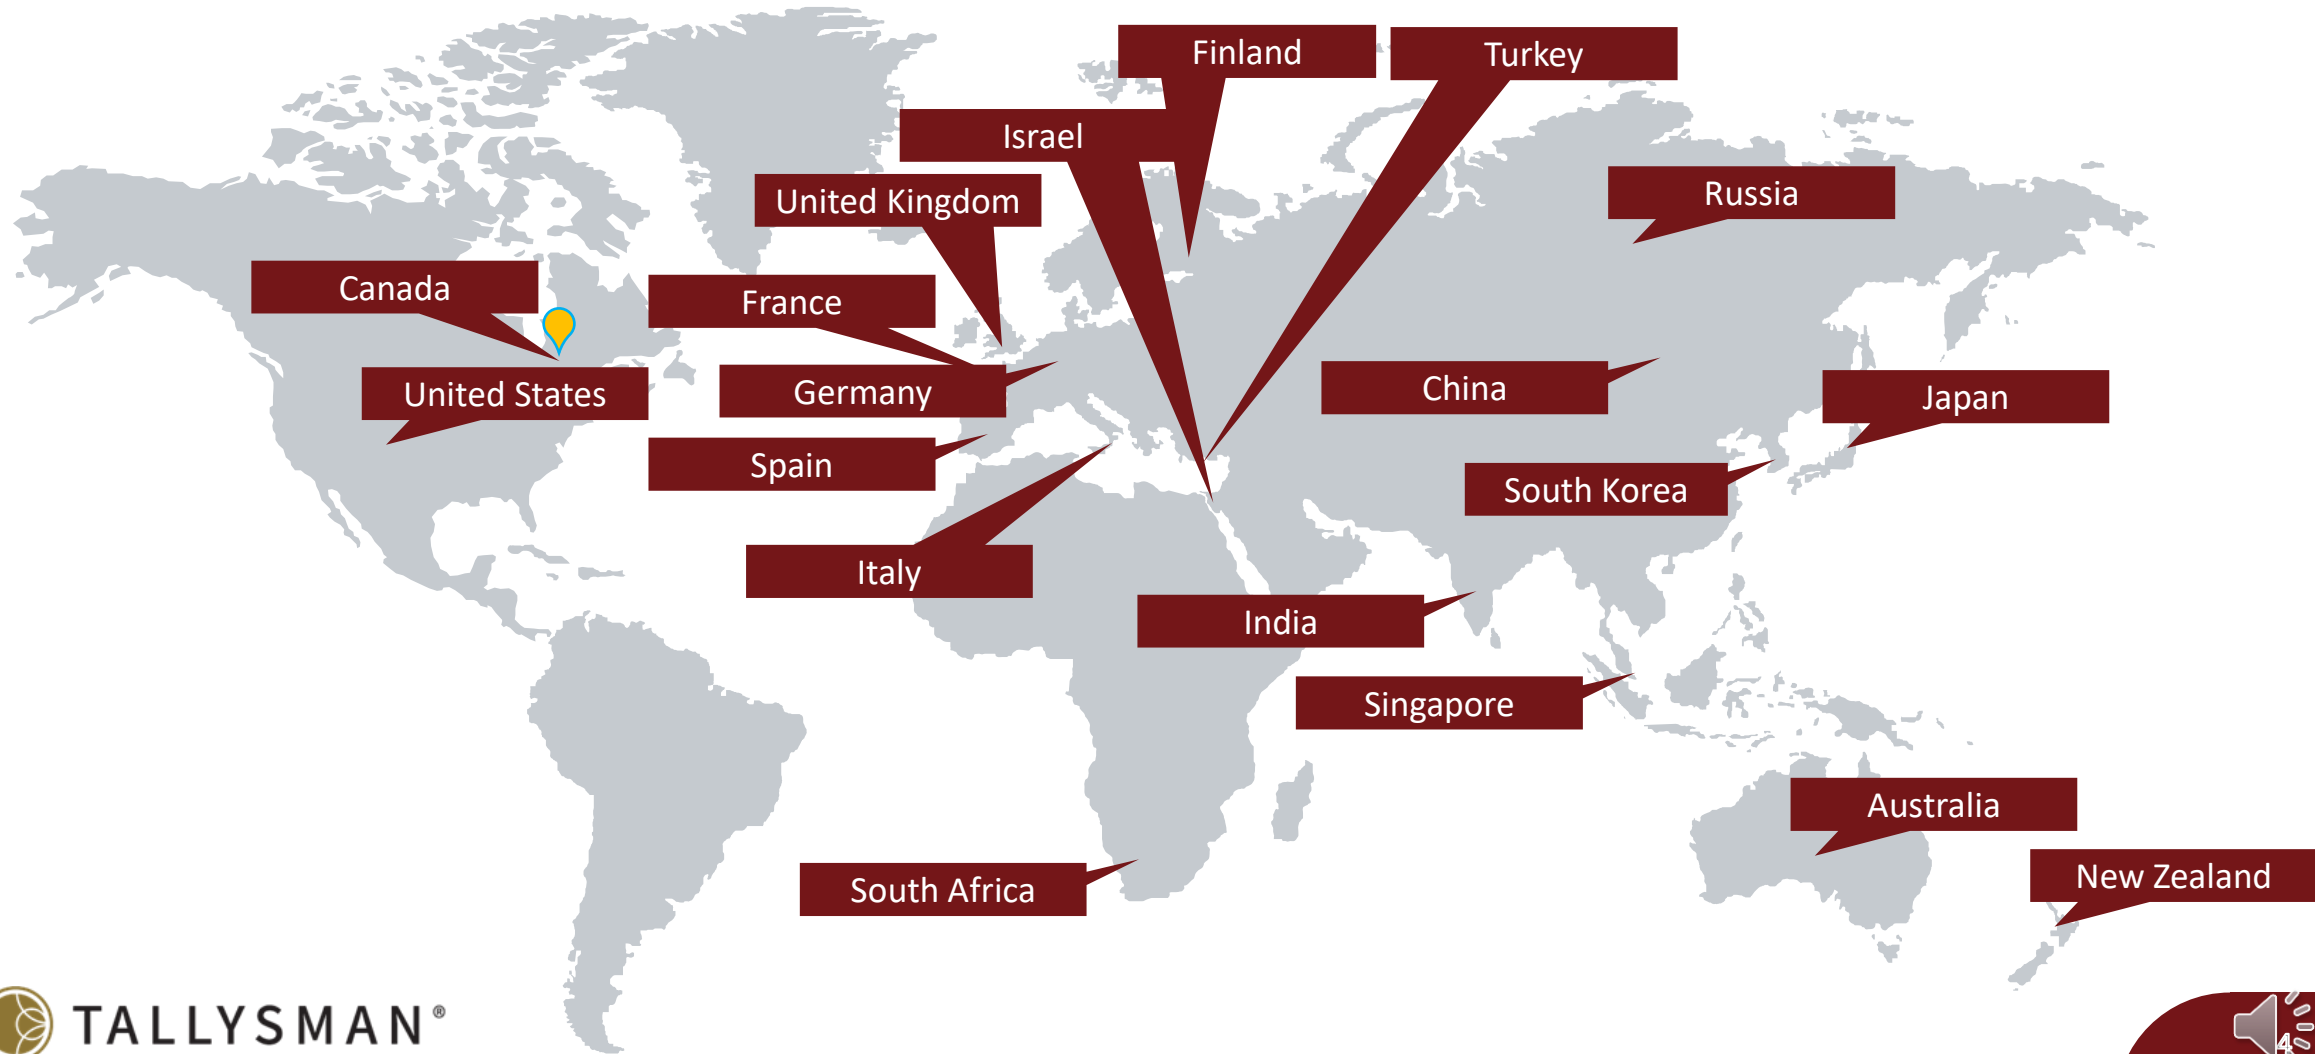 Finland
Turkey
Israel
Russia
United Kingdom
Canada
France
United States
Germany
China
Japan
Spain
South Korea
Italy
India
Singapore
Australia
New Zealand
South Africa
TALLYSMAN®
4